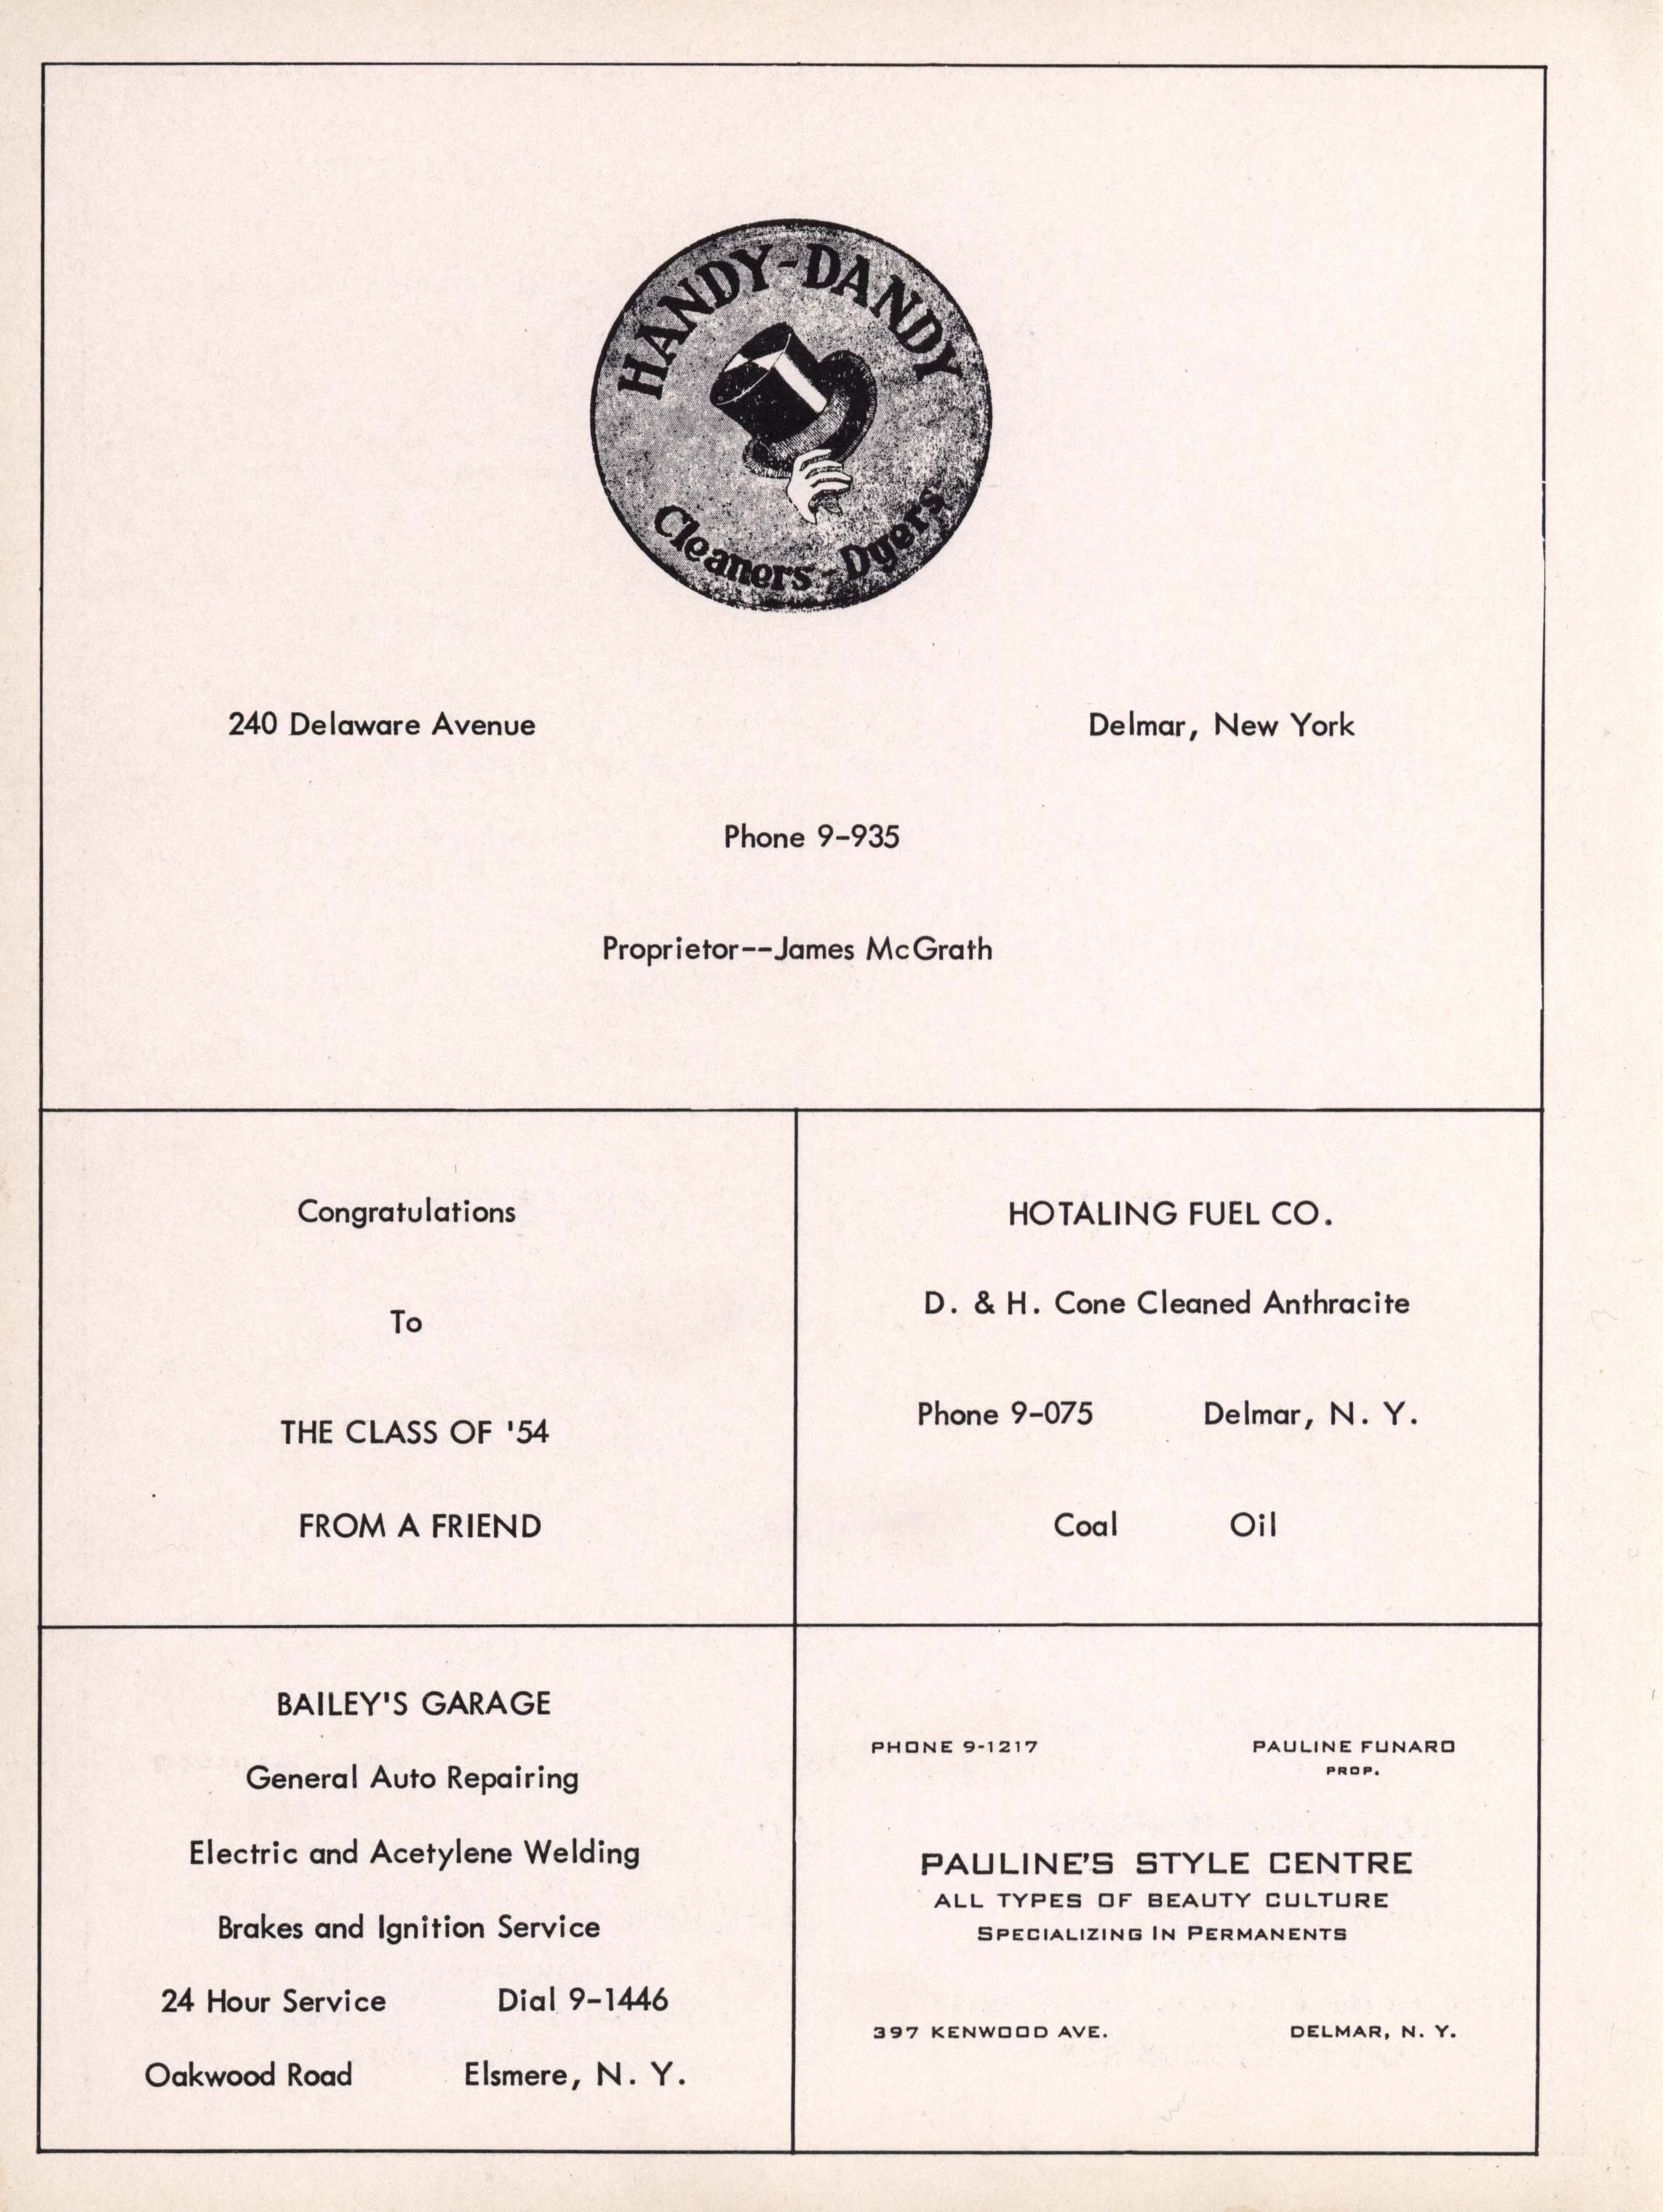 HANDY-DANDY
Cleaners - Dyers
240 Delaware Avenue Delmar, New York
Phone 9-935
Proprietor--James McGrath
Congratulations
To
THE CLASS OF '54
FROM A FRIEND
HOTALING FUEL CO.
D. & H. Cone Cleaned Anthracite
Phone 9-075 Delmar, N. Y.
Coal Oil
BAILEY'S GARAGE
General Auto Repairing
Electric and Acetylene Welding
Brakes and Ignition Service
24 Hour Service Dial 9-1446
Oakwood Road Elsmere, N. Y.
PHONE 9-1217 PAULINE FUNARO
PROP.
PAULINE'S STYLE CENTRE
ALL TYPES OF BEAUTY CULTURE
SPECIALIZING IN PERMANENTS
397 KENWOOD AVE. DELMAR, N. Y.